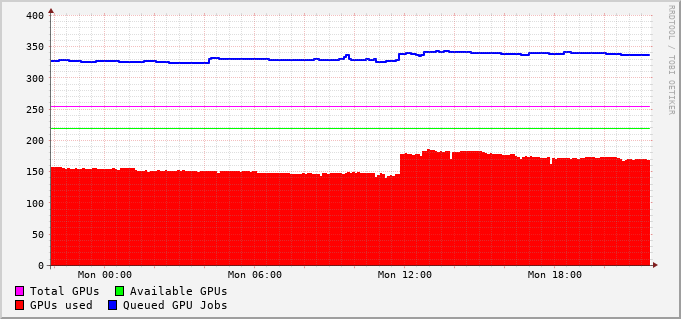 400
350
300
250
200
150
100
50
0
Mon 00:00 Mon 06:00 Mon 12:00 Mon 18:00
Total GPUs Available GPUs
GPUs used Queued GPU Jobs
RRDTOOL / TOBI OETIKER